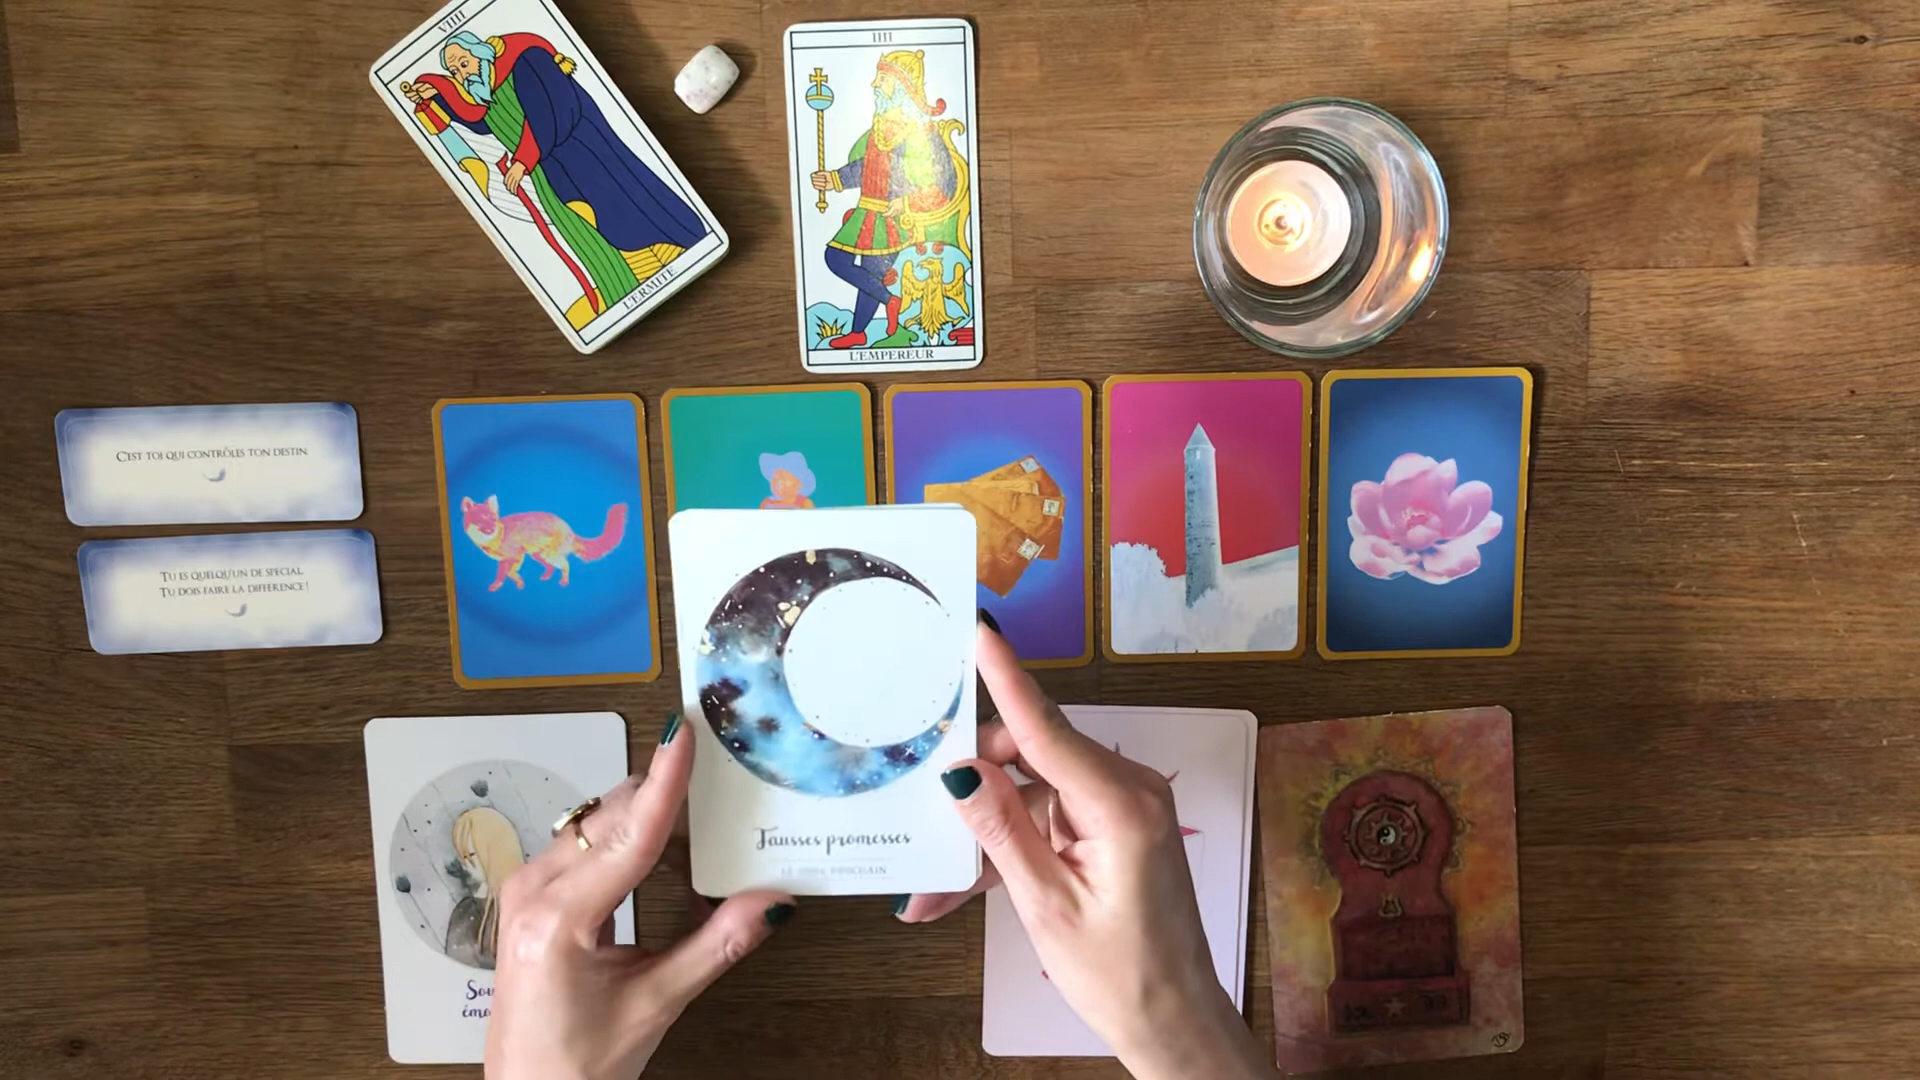 VIIII
L'ERMITE
IIII
L'EMPEREUR
C'EST TOI QUI CONTRÔLES TON DESTIN.
TU ES QUELQU'UN DE SPÉCIAL.
TU DOIS FAIRE LA DIFFÉRENCE!
Fausses promesses